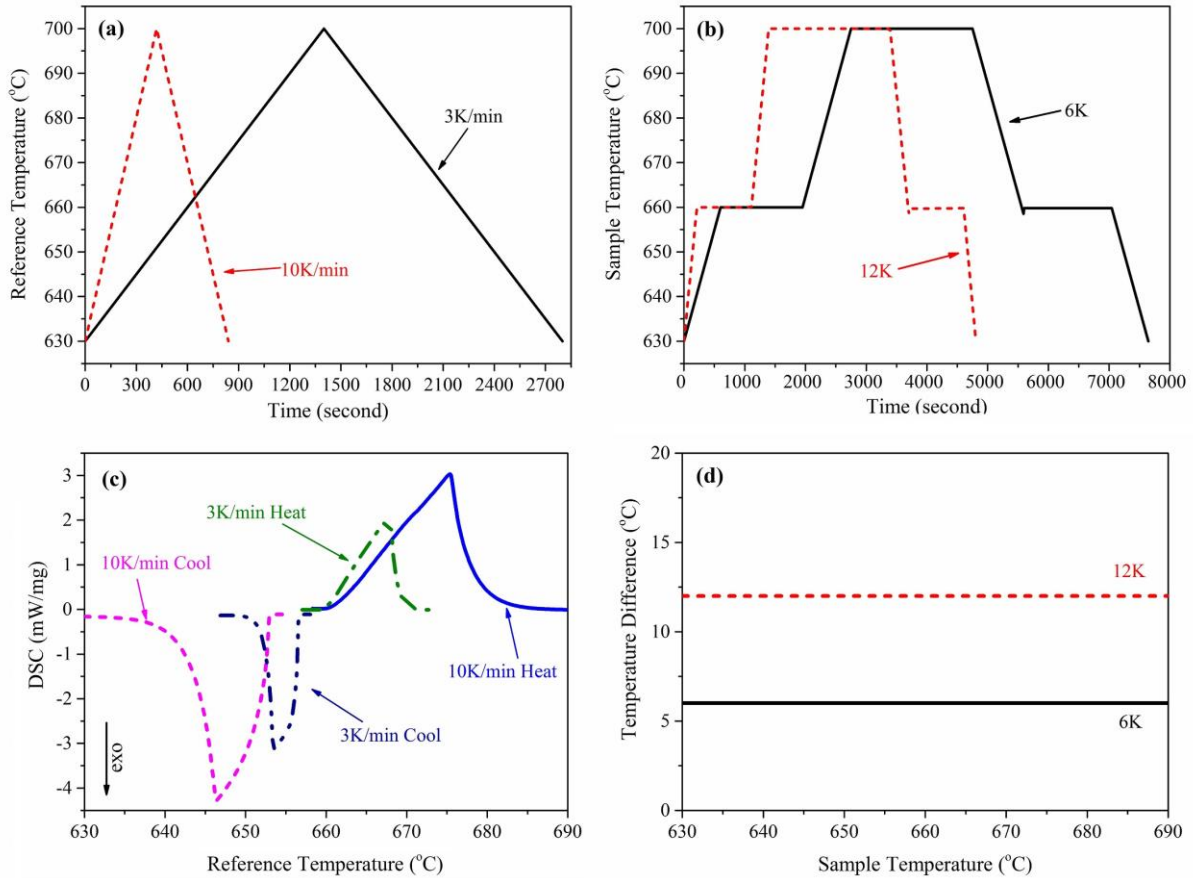 (a)
700
690
680
670
660
650
640
630
Reference Temperature (°C)
3K/min
10K/min
0 300 600 900 1200 1500 1800 2100 2400 2700
Time (second)
(b)
700
690
680
670
660
650
640
630
Sample Temperature (°C)
6K
12K
0 1000 2000 3000 4000 5000 6000 7000 8000
Time (second)
(c)
3
2
1
0
-1
-2
-3
-4
DSC (mW/mg)
3K/min Heat
10K/min Cool
10K/min Heat
3K/min Cool
exo
630 640 650 660 670 680 690
Reference Temperature (°C)
(d)
20
15
10
5
0
Temperature Difference (°C)
12K
6K
630 640 650 660 670 680 690
Sample Temperature (°C)